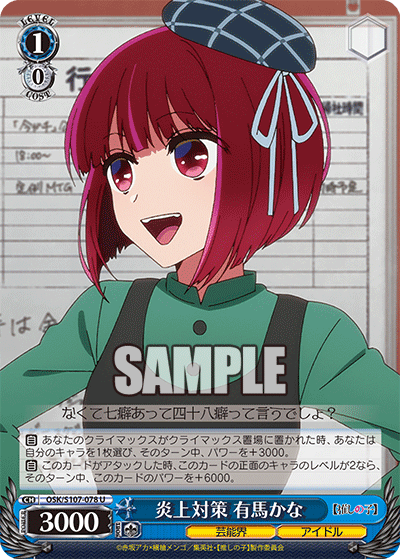 LEVEL
1
0
COST
18:00~
定例MTG
SAMPLE
なくて七癖あって四十八癖って言うでしょ?
自 あなたのクライマックスがクライマックス置場に置かれた時、あなたは
自分のキャラを1枚選び、そのターン中、パワーを+3000。
自 このカードがアタックした時、このカードの正面のキャラのレベルが2なら、
そのターン中、このカードのパワーを+6000。
CH OSK/S107-078 U
3000
炎上対策 有馬かな
【推しの子】
芸能界 アイドル
©赤坂アカ×横槍メンゴ/集英社・【推しの子】製作委員会